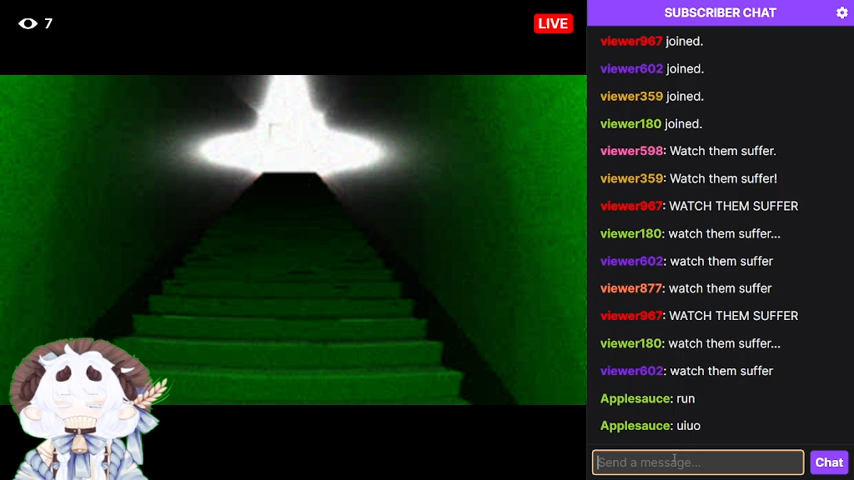 7
LIVE
SUBSCRIBER CHAT
viewer967 joined.
viewer602 joined.
viewer359 joined.
viewer180 joined.
viewer598: Watch them suffer.
viewer359: Watch them suffer!
viewer967: WATCH THEM SUFFER
viewer180: watch them suffer...
viewer602: watch them suffer
viewer877: watch them suffer
viewer967: WATCH THEM SUFFER
viewer180: watch them suffer...
viewer602: watch them suffer
Applesauce: run
Applesauce: uiuo
Send a message...
Chat